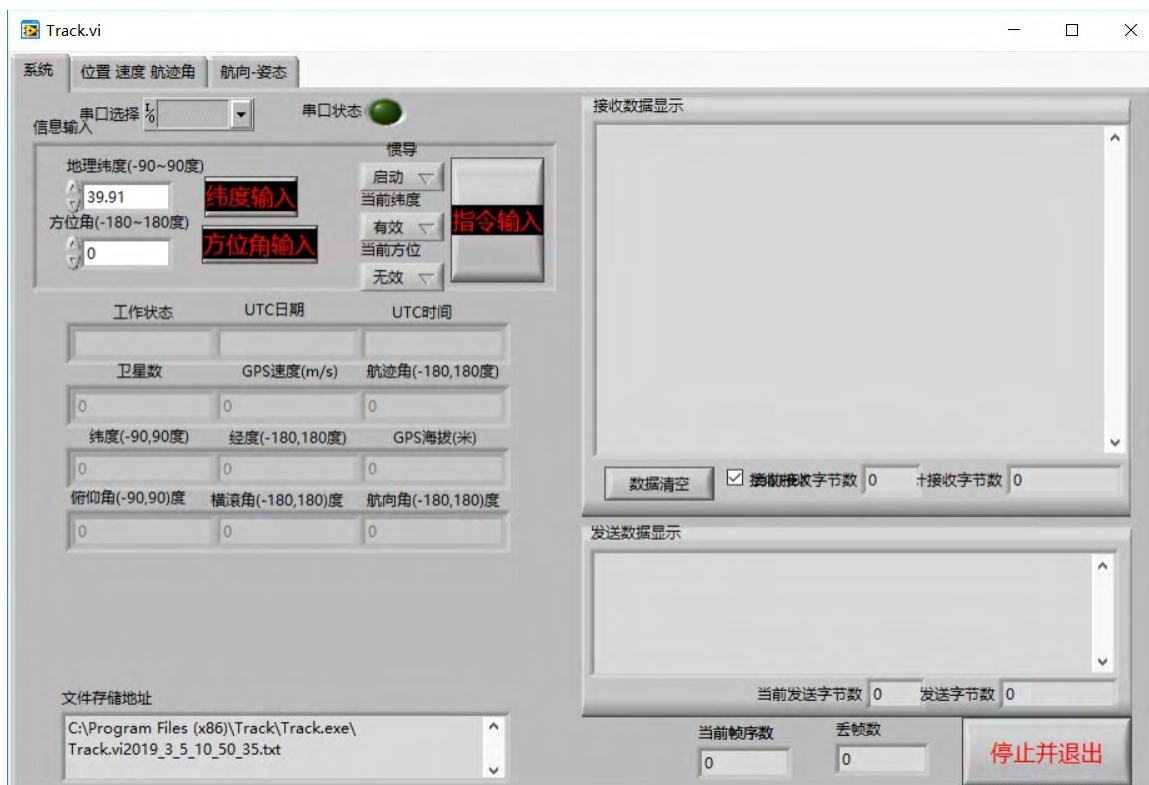 Track.vi
系统 位置 速度 航迹角 航向-姿态
串口选择 串口状态
信息输入
地理纬度(-90~90度)
39.91
纬度输入
方位角(-180~180度)
0
方位角输入
惯导
启动
当前纬度
有效
当前方位
无效
指令输入
工作状态 UTC日期 UTC时间
卫星数 GPS速度(m/s) 航迹角(-180,180度)
0 0 0
纬度(-90,90度) 经度(-180,180度) GPS海拔(米)
0 0 0
俯仰角(-90,90)度 橫滚角(-180,180)度 航向角(-180,180)度
0 0 0
文件存储地址
C:\Program Files (x86)\Track\Track.exe\
Track.vi2019_3_5_10_50_35.txt
接收数据显示
数据清空 字节数 0 接收字节数 0
发送数据显示
当前发送字节数 0 发送字节数 0
当前帧序数 丢帧数
0 0
停止并退出